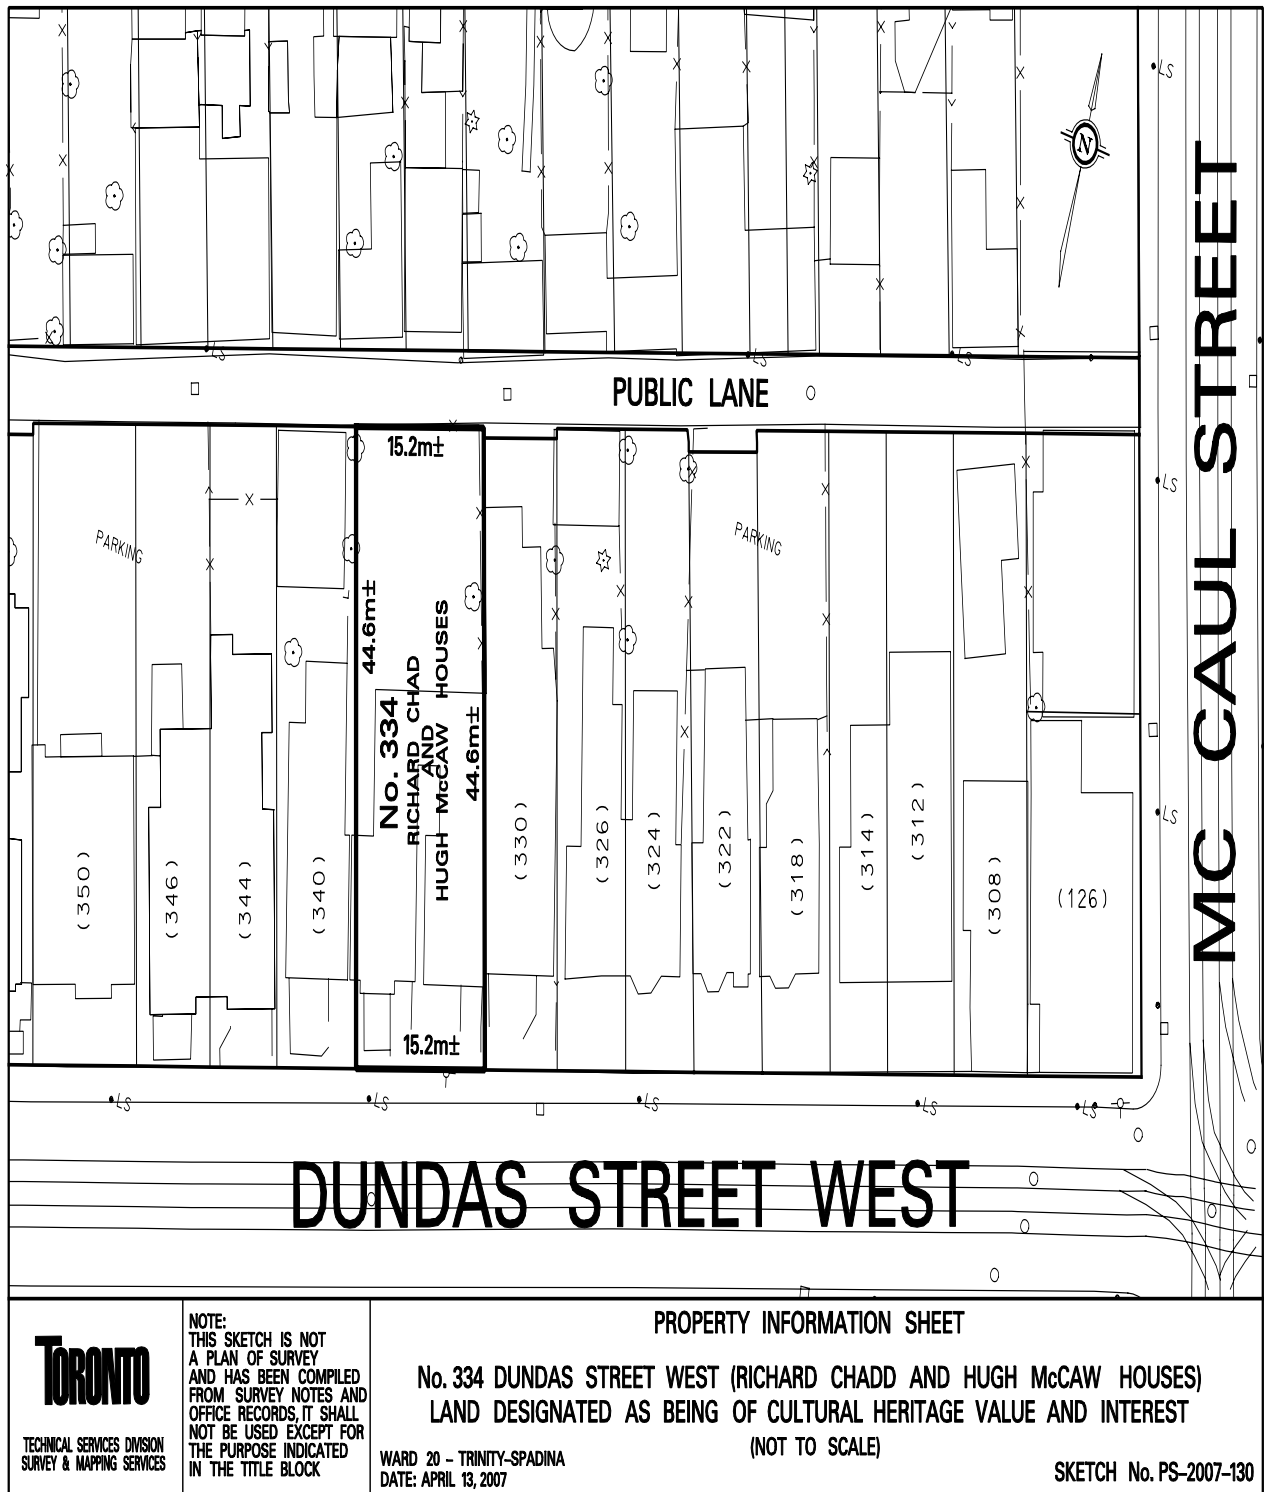 LS
N
MC CAUL STREET
LS
LS
LS
PUBLIC LANE
15.2m±
LS
PARKING
PARKING
44.6m±
No. 334
RICHARD CHAD
AND
HUGH McCAW HOUSES
44.6m±
LS
(350)
(346)
(344)
(340)
(330)
(326)
(324)
(322)
(318)
(314)
(312)
(308)
(126)
15.2m±
LS
LS
LS
LS
LS
DUNDAS STREET WEST
TORONTO
TECHNICAL SERVICES DIVISION
SURVEY & MAPPING SERVICES
NOTE:
THIS SKETCH IS NOT
A PLAN OF SURVEY
AND HAS BEEN COMPILED
FROM SURVEY NOTES AND
OFFICE RECORDS, IT SHALL
NOT BE USED EXCEPT FOR
THE PURPOSE INDICATED
IN THE TITLE BLOCK
PROPERTY INFORMATION SHEET
No. 334 DUNDAS STREET WEST (RICHARD CHADD AND HUGH McCAW HOUSES)
LAND DESIGNATED AS BEING OF CULTURAL HERITAGE VALUE AND INTEREST
(NOT TO SCALE)
WARD 20 – TRINITY–SPADINA
DATE: APRIL 13, 2007
SKETCH No. PS–2007–130
LS